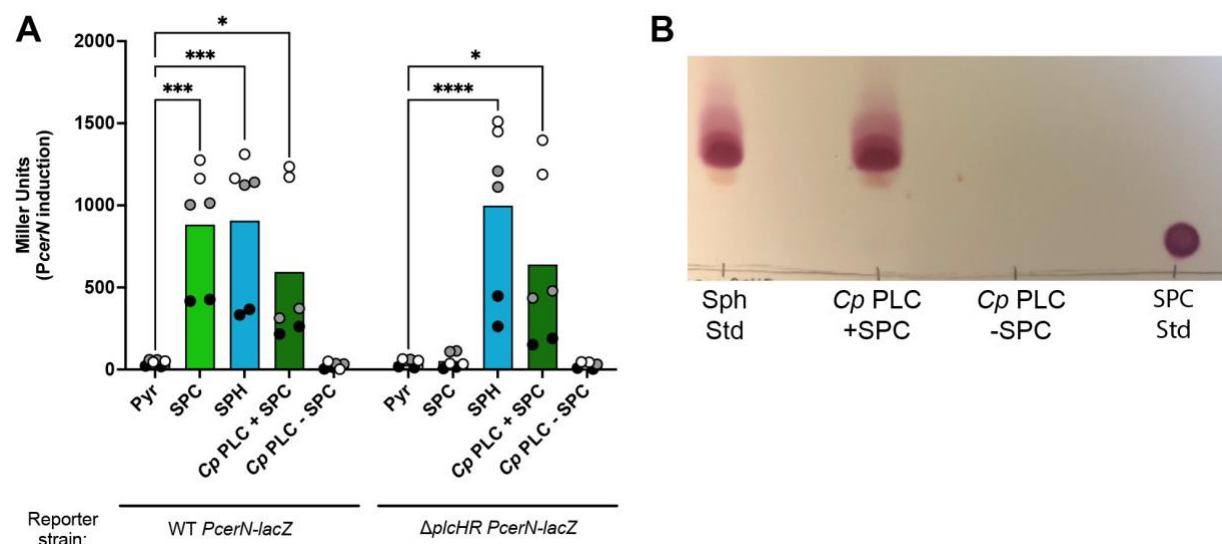 A
Miller Units
(PcerN induction)
2000
1500
1000
500
0
*
***
***
*
****
Pyr
SPC
SPH
Cp PLC + SPC
Cp PLC - SPC
Pyr
SPC
SPH
Cp PLC + SPC
Cp PLC - SPC
Reporter
strain:
WT PcerN-lacZ
ΔplcHR PcerN-lacZ
B
Sph
Std
Cp PLC
+SPC
Cp PLC
-SPC
SPC
Std